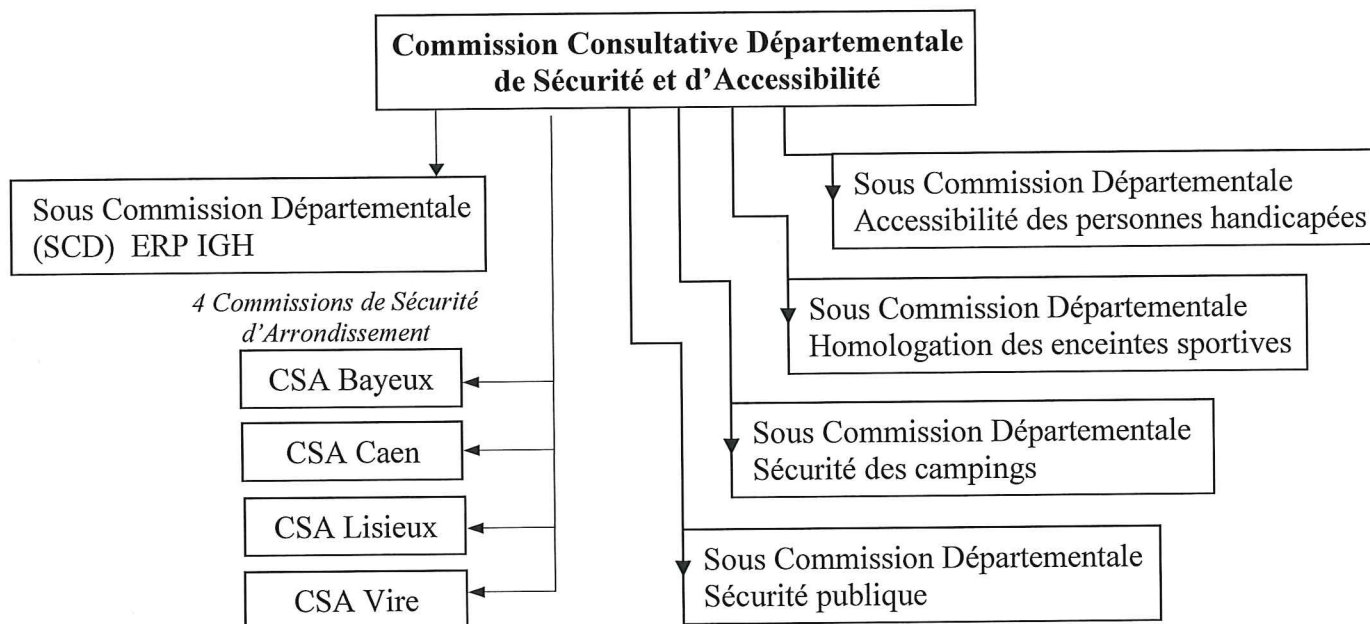 Commission Consultative Départementale
de Sécurité et d'Accessibilité
Sous Commission Départementale
(SCD) ERP IGH
4 Commissions de Sécurité
d'Arrondissement
CSA Bayeux
CSA Caen
CSA Lisieux
CSA Vire
Sous Commission Départementale
Accessibilité des personnes handicapées
Sous Commission Départementale
Homologation des enceintes sportives
Sous Commission Départementale
Sécurité des campings
Sous Commission Départementale
Sécurité publique